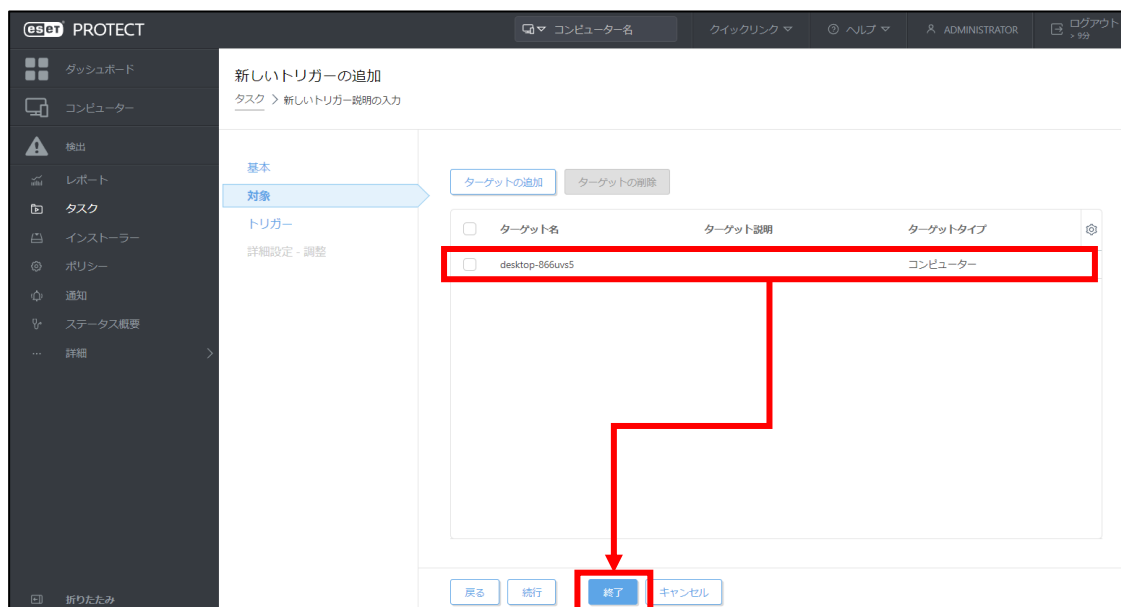 eset PROTECT
コンピューター名
クイックリンク
ヘルプ
ADMINISTRATOR
ログアウト
> 9分
ダッシュボード
コンピューター
検出
レポート
タスク
インストーラー
ポリシー
通知
ステータス概要
詳細
折りたたみ
新しいトリガーの追加
タスク > 新しいトリガー説明の入力
基本
対象
トリガー
詳細設定 - 調整
ターゲットの追加
ターゲットの削除
ターゲット名 ターゲット説明 ターゲットタイプ
desktop-866uvs5 コンピューター
戻る 続行 終了 キャンセル